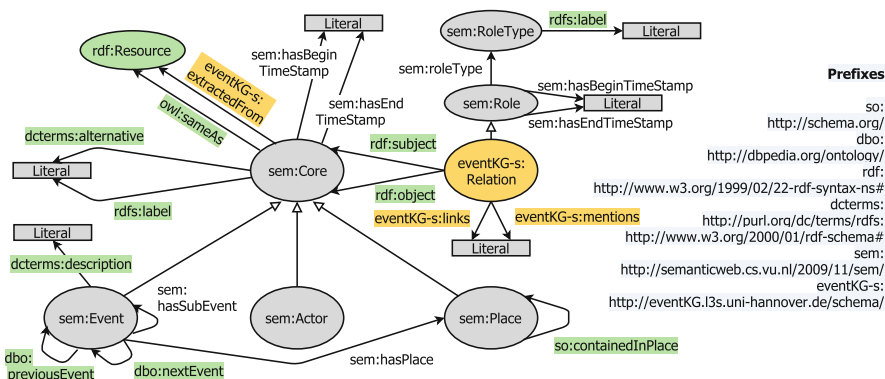 Literal
sem:RoleType
rdfs:label
Literal
rdf:Resource
sem:hasBegin
TimeStamp
eventKG-s:
extractedFrom
owl:sameAs
sem:hasEnd
TimeStamp
sem:roleType
sem:Role
sem:hasBeginTimeStamp
Literal
sem:hasEndTimeStamp
dcterms:alternative
Literal
rdfs:label
sem:Core
rdf:subject
rdf:object
eventKG-s:
Relation
eventKG-s:links
eventKG-s:mentions
Literal
Literal
dcterms:description
sem:Event
sem:
hasSubEvent
sem:Actor
sem:Place
dbo:
previousEvent
dbo:nextEvent
sem:hasPlace
so:containedInPlace
Prefixes
so:
http://schema.org/
dbo:
http://dbpedia.org/ontology/
rdf:
http://www.w3.org/1999/02/22-rdf-syntax-ns#
dcterms:
http://purl.org/dc/terms/rdfs:
http://www.w3.org/2000/01/rdf-schema#
sem:
http://semanticweb.cs.vu.nl/2009/11/sem/
eventKG-s:
http://eventKG.l3s.uni-hannover.de/schema/